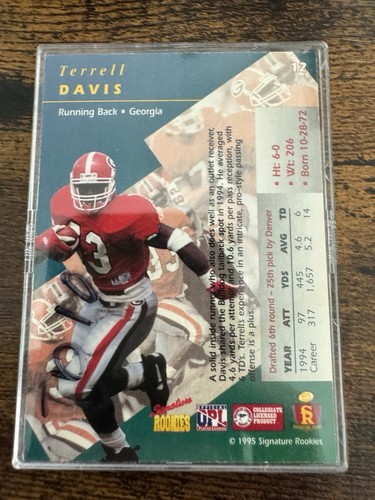 Terrell
DAVIS
12
Running Back • Georgia
• Ht: 6-0
• Wt: 206
• Born 10-28-72
A solid inside runner who also does well as an outlet receiver,
Davis shared the Bulldog tailback spot in 1994. He averaged
4.6 yards per attempt and 10.6 yards per pass reception, with
6 TDs. Terrell's experience in an intricate, pro-style passing
offense is a plus.
Drafted 6th round – 25th pick by Denver
YEAR ATT YDS AVG TD
1994 97 445 4.6 6
Career 317 1,657 5.2 14
Signature
ROOKIES
OFFICIAL
COLLEGIATE
LICENSED
PRODUCT
© 1995 Signature Rookies